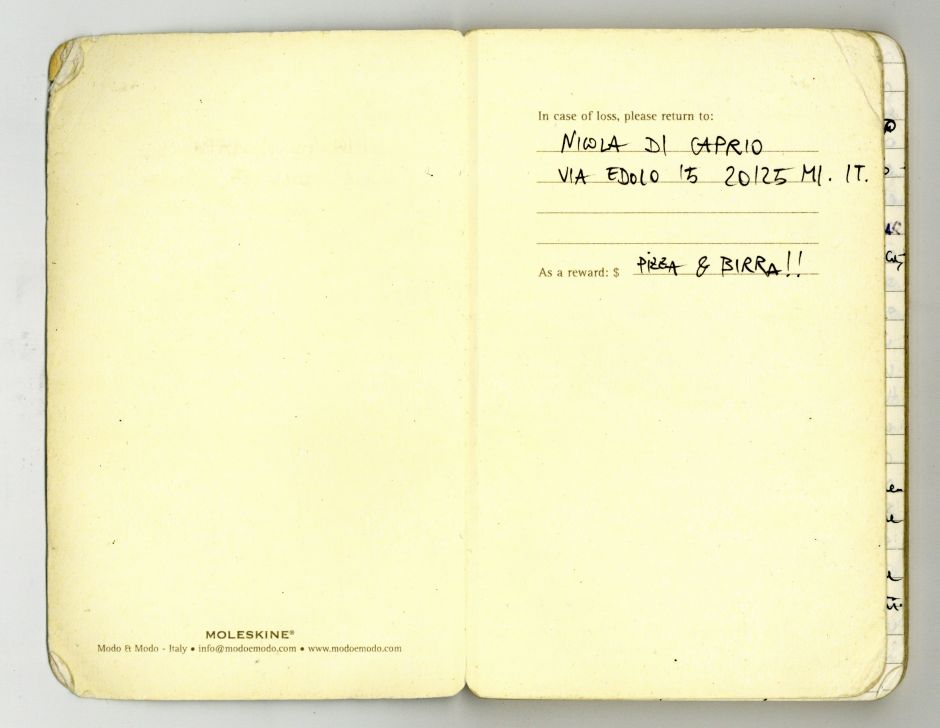 MOLESKINE®
Modo & Modo - Italy • info@modoemodo.com • www.modoemodo.com
In case of loss, please return to:
NICOLA DI CAPRIO
VIA EDOLO 15 20125 MI. IT.
As a reward: $ PIZZA & BIRRA!!